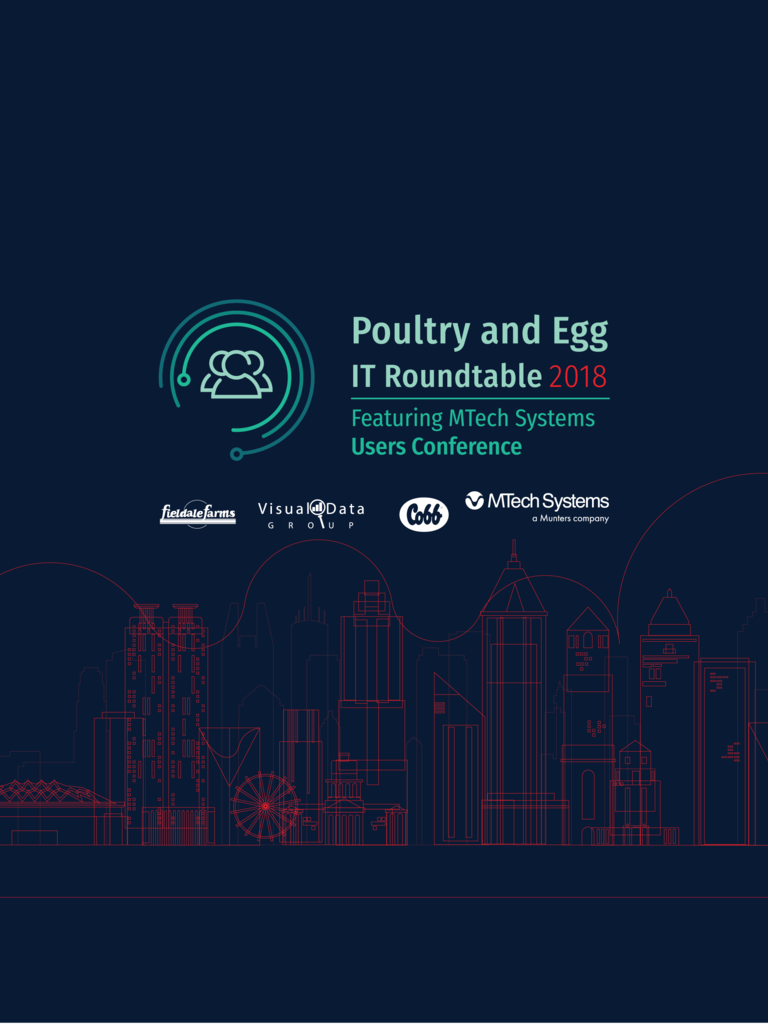 Poultry and Egg
IT Roundtable 2018
Featuring MTech Systems
Users Conference
fieldale farms
Visual Data
GROUP
Cobb
MTech Systems
a Munters company